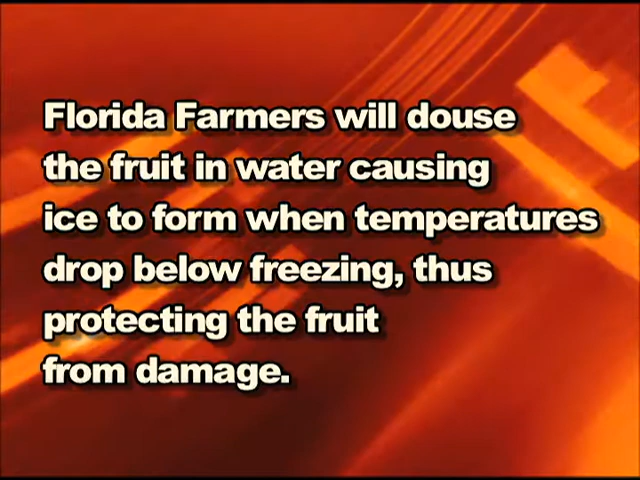 Florida Farmers will douse
the fruit in water causing
ice to form when temperatures
drop below freezing, thus
protecting the fruit
from damage.